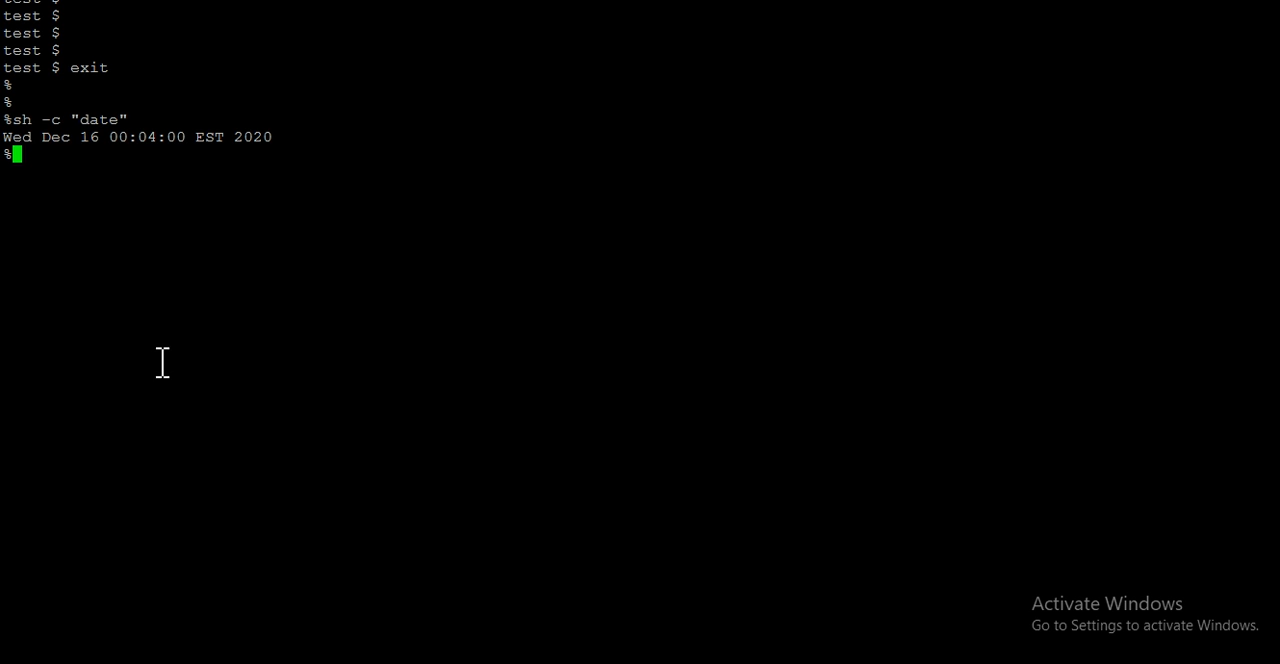 test $
test $
test $
test $
test $ exit
%
%
%sh -c "date"
Wed Dec 16 00:04:00 EST 2020
%
Activate Windows
Go to Settings to activate Windows.